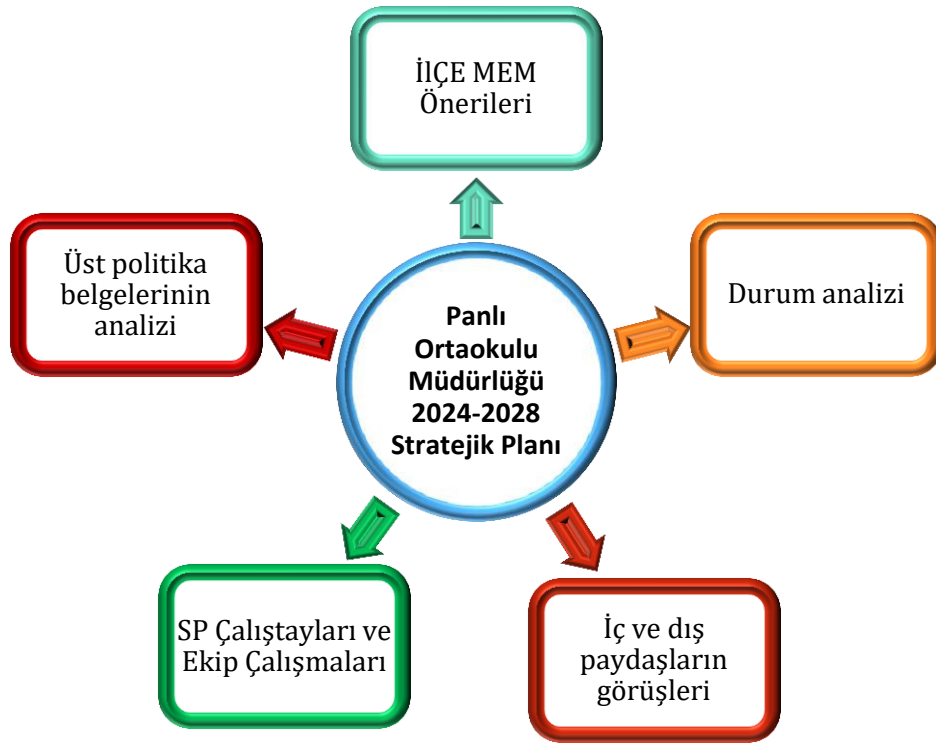 İlÇE MEM
Önerileri
Üst politika
belgelerinin
analizi
Durum analizi
Panlı
Ortaokulu
Müdürlüğü
2024-2028
Stratejik Planı
SP Çalıştayları ve
Ekip Çalışmaları
İç ve dış
paydaşların
görüşleri